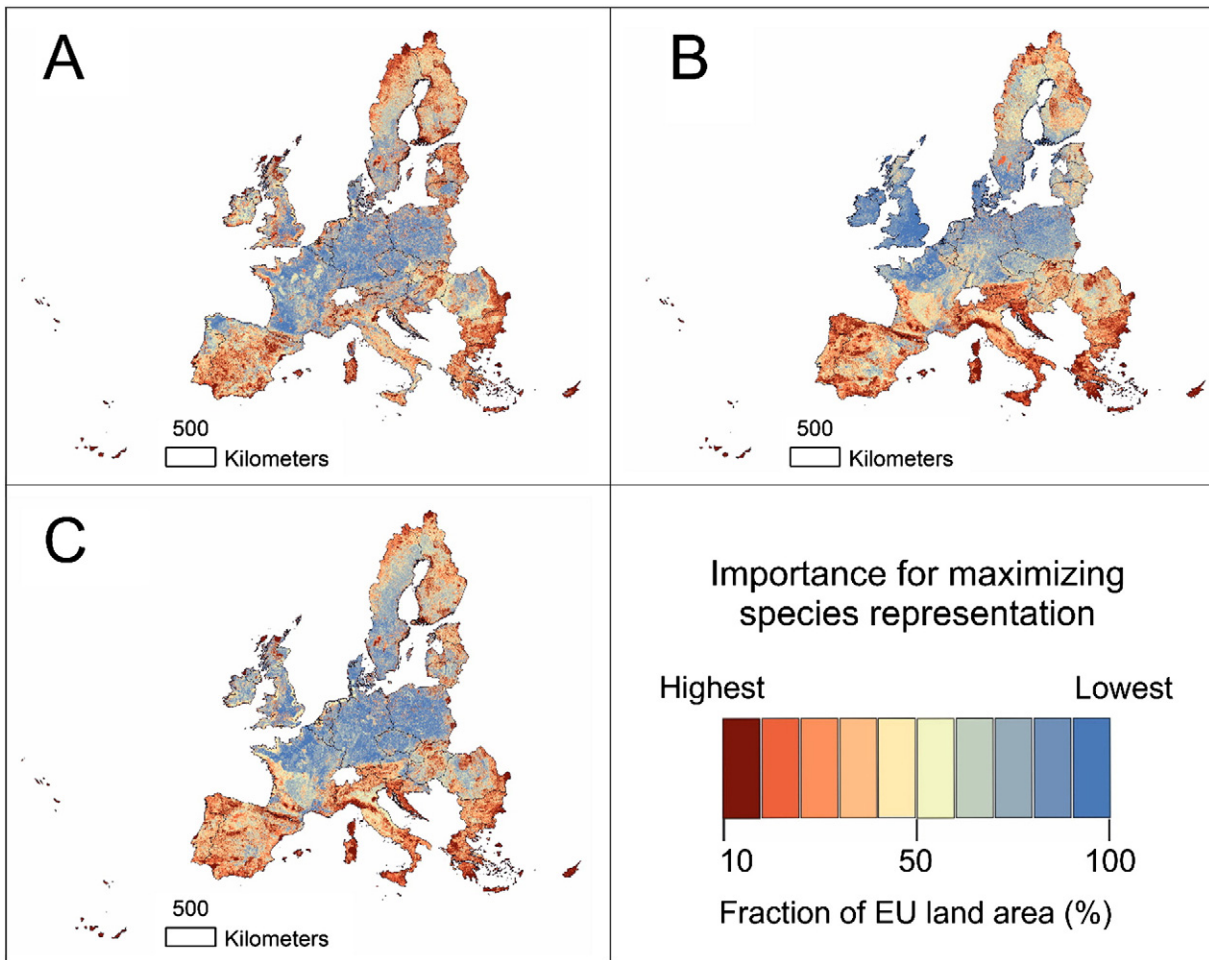 A
500
Kilometers
B
500
Kilometers
C
500
Kilometers
Importance for maximizing
species representation
Highest
Lowest
10
50
100
Fraction of EU land area (%)